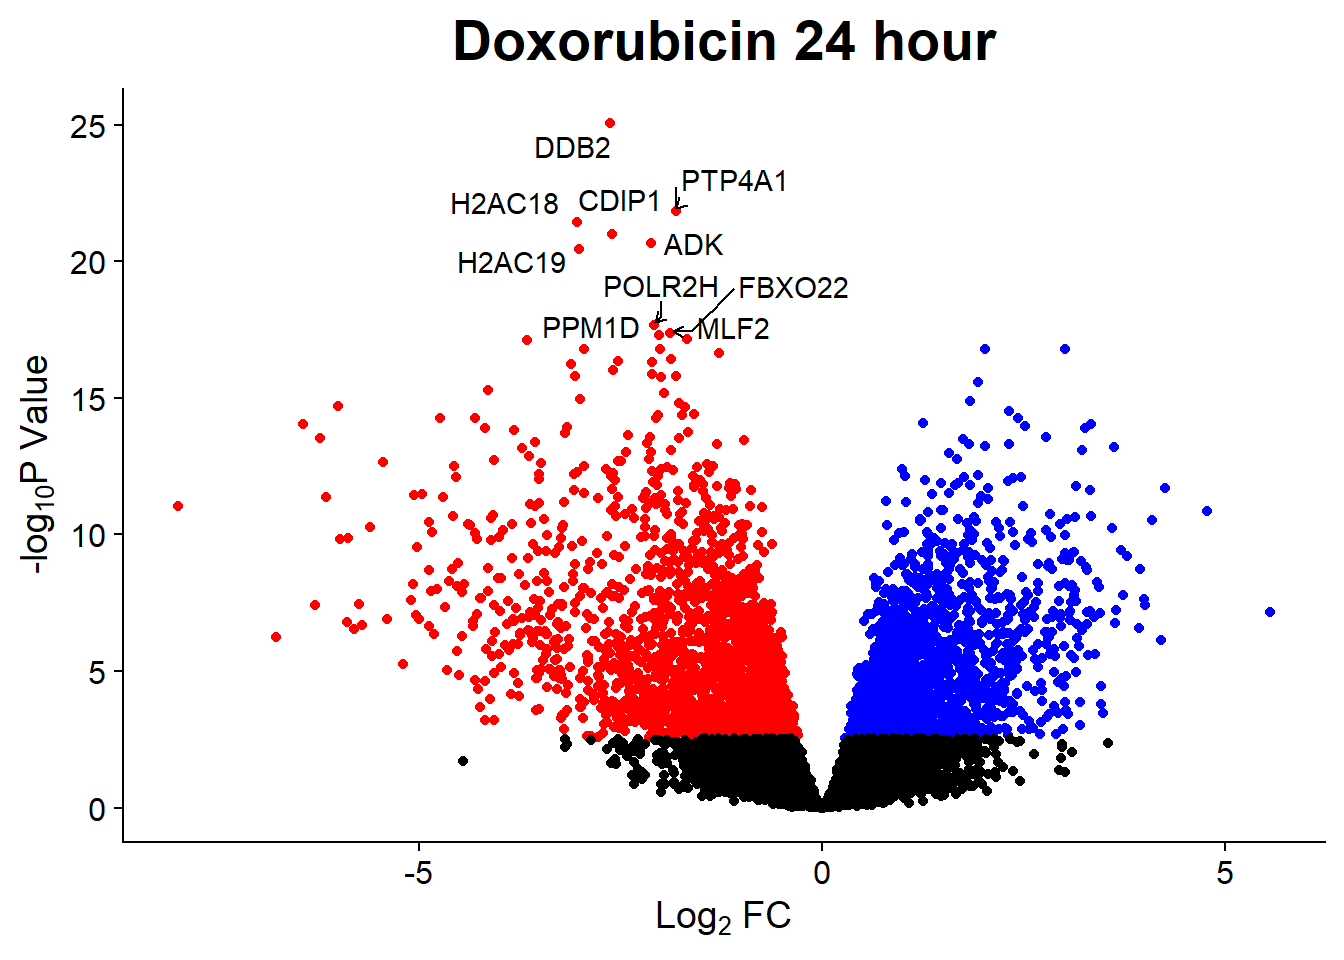 Doxorubicin 24 hour
25
DDB2
PTP4A1
CDIP1
H2AC18
ADK
20
H2AC19
POLR2H
FBXO22
PPM1D
MLF2
15
10
5
0
-log₁₀P Value
-5
0
5
Log₂ FC